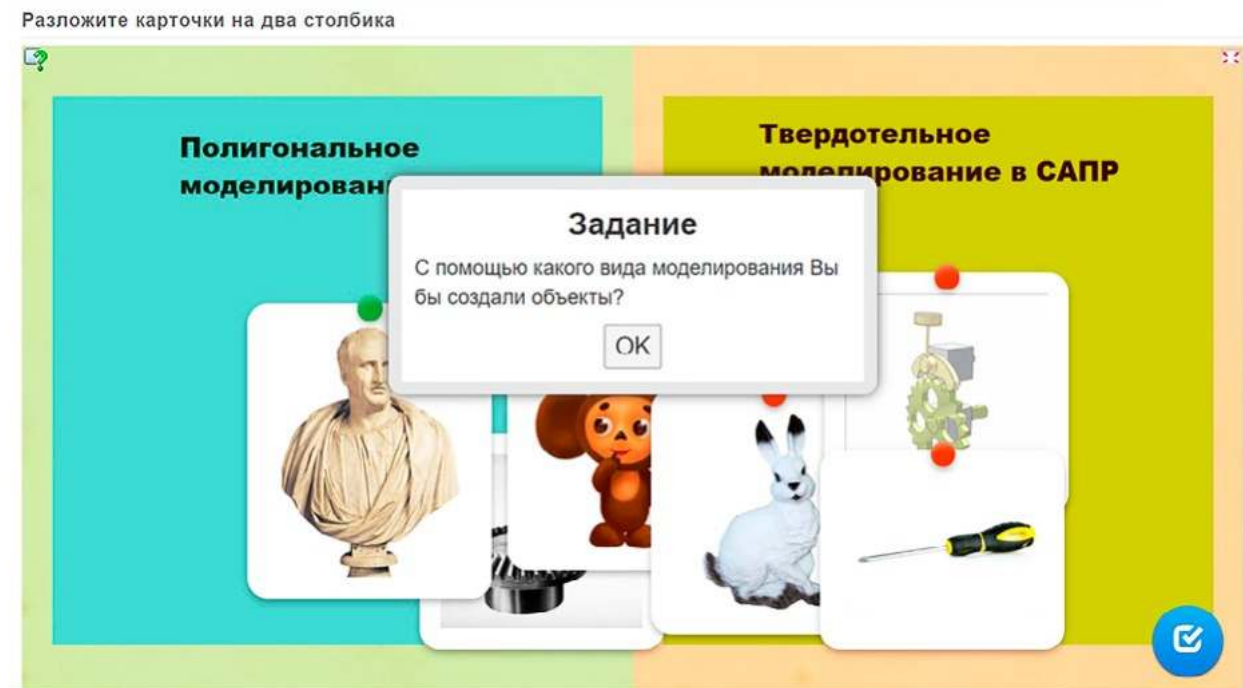 Разложите карточки на два столбика
Полигональное
моделирован
Твердотельное
моделирование в САПР
Задание
С помощью какого вида моделирования Вы
бы создали объекты?
OK